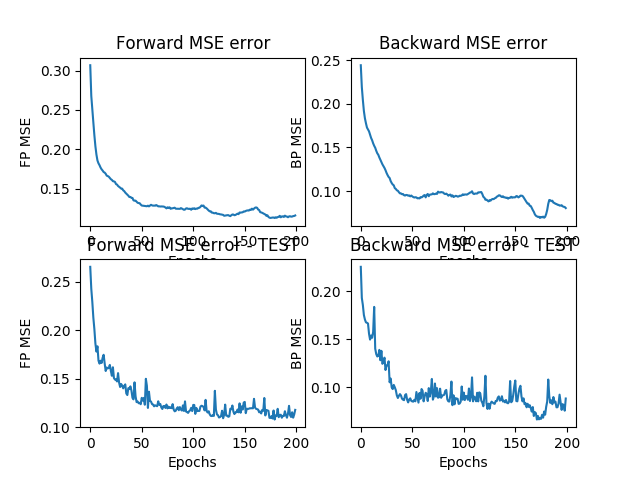 Forward MSE error
Backward MSE error
FP MSE
0.30
0.25
0.20
0.15
0 50 100 150 200
Epochs
BP MSE
0.25
0.20
0.15
0.10
0 50 100 150 200
Epochs
Forward MSE error - TEST
Backward MSE error - TEST
FP MSE
0.25
0.20
0.15
0.10
0 50 100 150 200
Epochs
BP MSE
0.20
0.15
0.10
0 50 100 150 200
Epochs